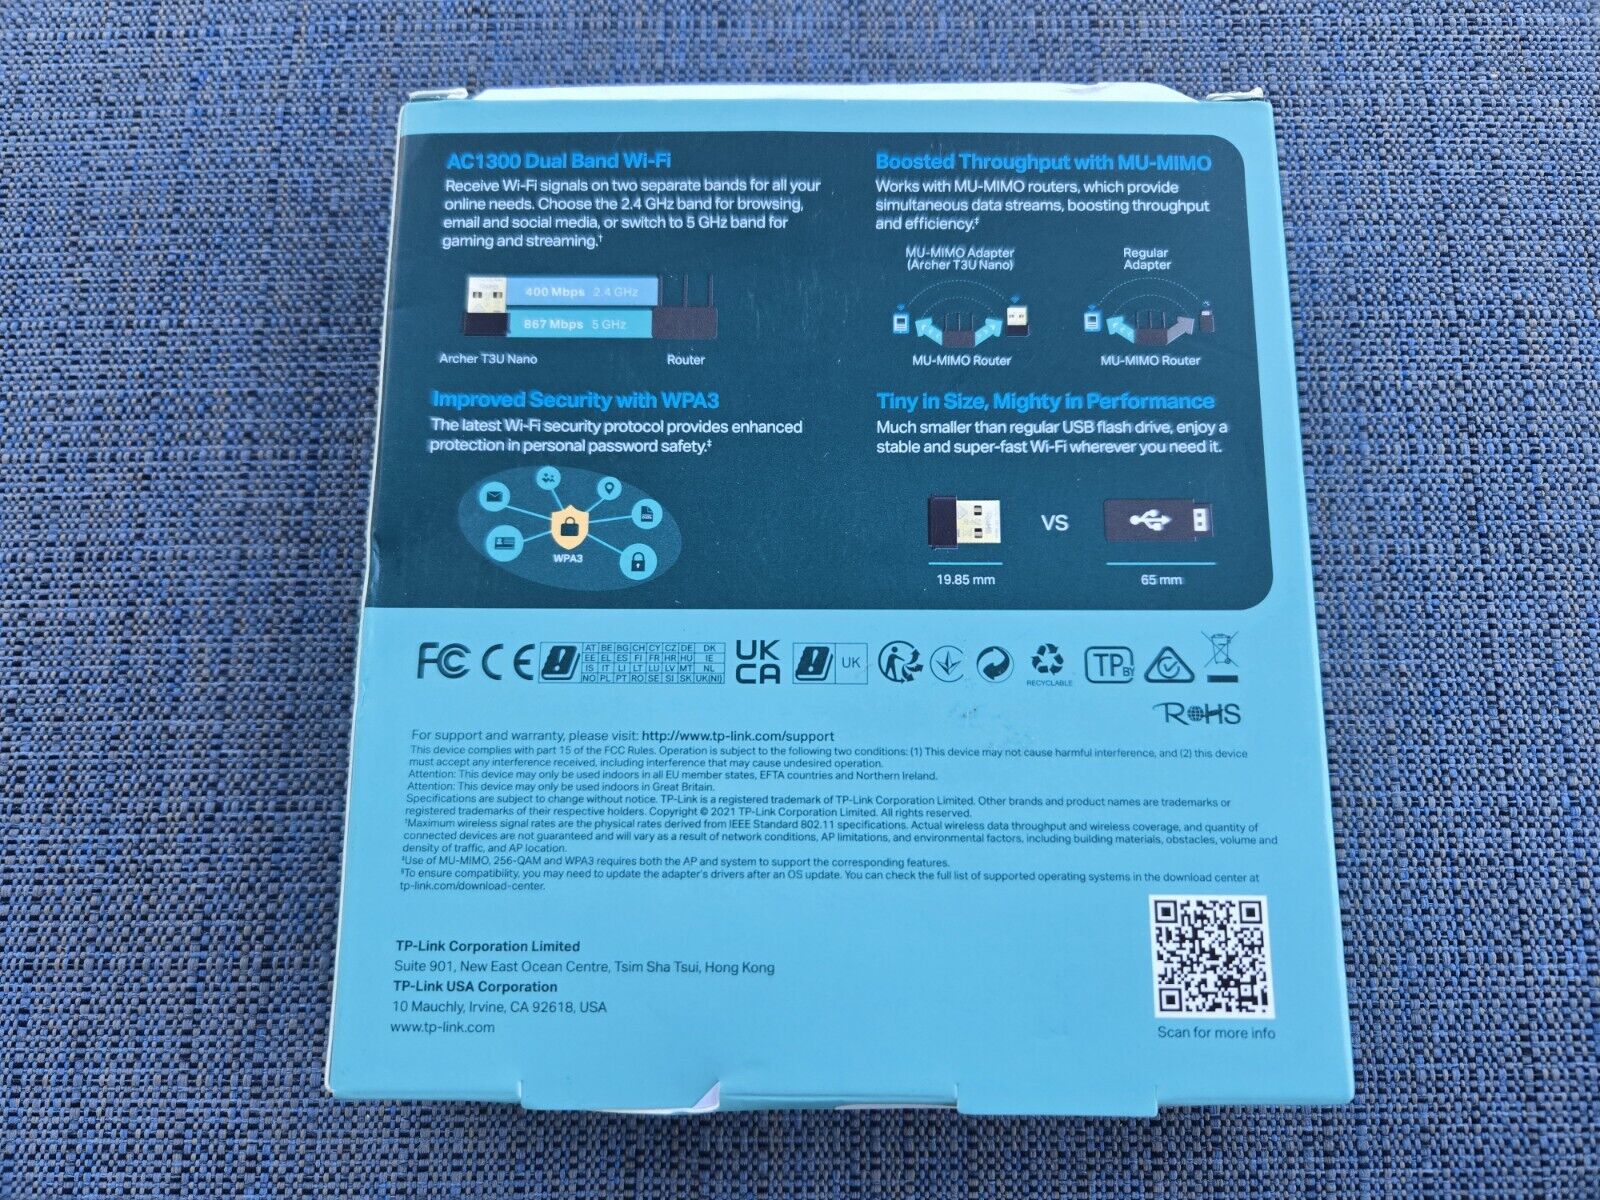 AC1300 Dual Band Wi-Fi
Receive Wi-Fi signals on two separate bands for all your
online needs. Choose the 2.4 GHz band for browsing,
email and social media, or switch to 5 GHz band for
gaming and streaming.†
400 Mbps 2.4 GHz
867 Mbps 5 GHz
Archer T3U Nano
Router
Boosted Throughput with MU-MIMO
Works with MU-MIMO routers, which provide
simultaneous data streams, boosting throughput
and efficiency.‡
MU-MIMO Adapter
(Archer T3U Nano)
Regular
Adapter
MU-MIMO Router
MU-MIMO Router
Improved Security with WPA3
The latest Wi-Fi security protocol provides enhanced
protection in personal password safety.‡
WPA3
Tiny in Size, Mighty in Performance
Much smaller than regular USB flash drive, enjoy a
stable and super-fast Wi-Fi wherever you need it.
VS
19.85 mm
65 mm
FC CE
AT BE BG CH CY CZ DE DK
EE EL ES FI FR HR HU IE
IS IT LI LT LU LV MT NL
NO PL PT RO SE SI SK UK(NI)
UK
CA
UK
RECYCLABLE
TP BY
RoHS
For support and warranty, please visit: http://www.tp-link.com/support
This device complies with part 15 of the FCC Rules. Operation is subject to the following two conditions: (1) This device may not cause harmful interference, and (2) this device
must accept any interference received, including interference that may cause undesired operation.
Attention: This device may only be used indoors in all EU member states, EFTA countries and Northern Ireland.
Attention: This device may only be used indoors in Great Britain.
Specifications are subject to change without notice. TP-Link is a registered trademark of TP-Link Corporation Limited. Other brands and product names are trademarks or
registered trademarks of their respective holders. Copyright © 2021 TP-Link Corporation Limited. All rights reserved.
†Maximum wireless signal rates are the physical rates derived from IEEE Standard 802.11 specifications. Actual wireless data throughput and wireless coverage, and quantity of
connected devices are not guaranteed and will vary as a result of network conditions, AP limitations, and environmental factors, including building materials, obstacles, volume and
density of traffic, and AP location.
‡Use of MU-MIMO, 256-QAM and WPA3 requires both the AP and system to support the corresponding features.
§To ensure compatibility, you may need to update the adapter's drivers after an OS update. You can check the full list of supported operating systems in the download center at
tp-link.com/download-center.
TP-Link Corporation Limited
Suite 901, New East Ocean Centre, Tsim Sha Tsui, Hong Kong
TP-Link USA Corporation
10 Mauchly, Irvine, CA 92618, USA
www.tp-link.com
Scan for more info